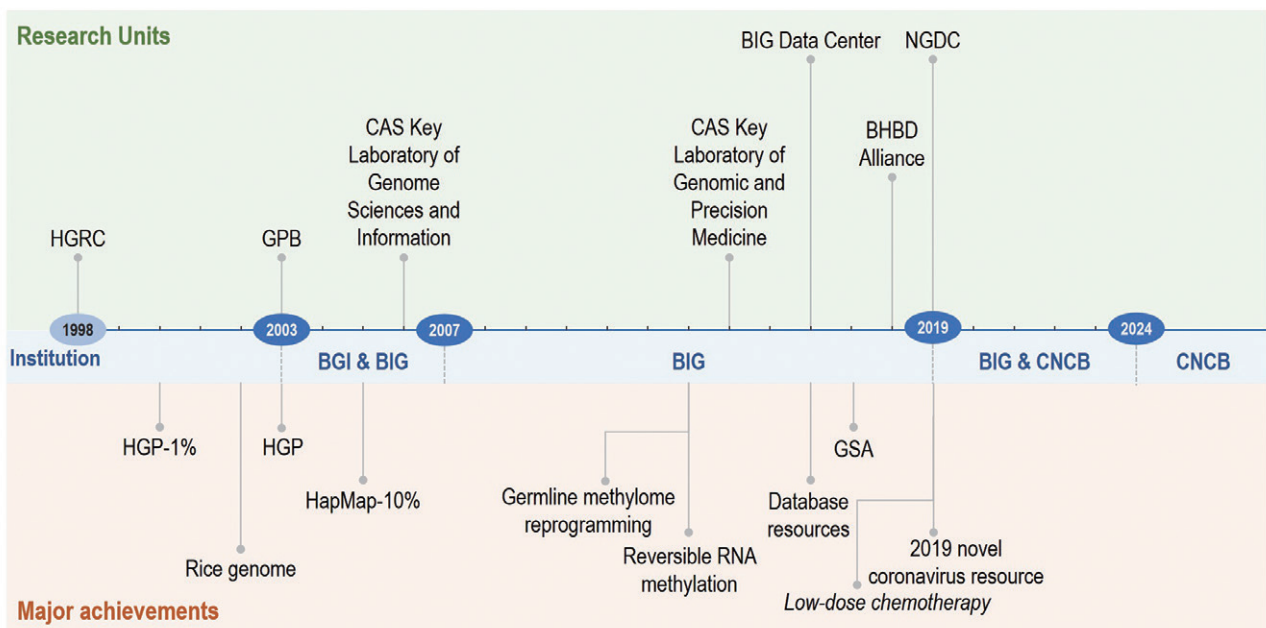 Research Units
BIG Data Center
NGDC
CAS Key
Laboratory of
Genome
Sciences and
Information
CAS Key
Laboratory of
Genomic and
Precision
Medicine
BHBD
Alliance
HGRC
GPB
1998
2003
2007
2019
2024
Institution
BGI & BIG
BIG
BIG & CNCB
CNCB
HGP-1%
HGP
GSA
HapMap-10%
Germline methylome
reprogramming
Database
resources
Rice genome
Reversible RNA
methylation
2019 novel
coronavirus resource
Low-dose chemotherapy
Major achievements